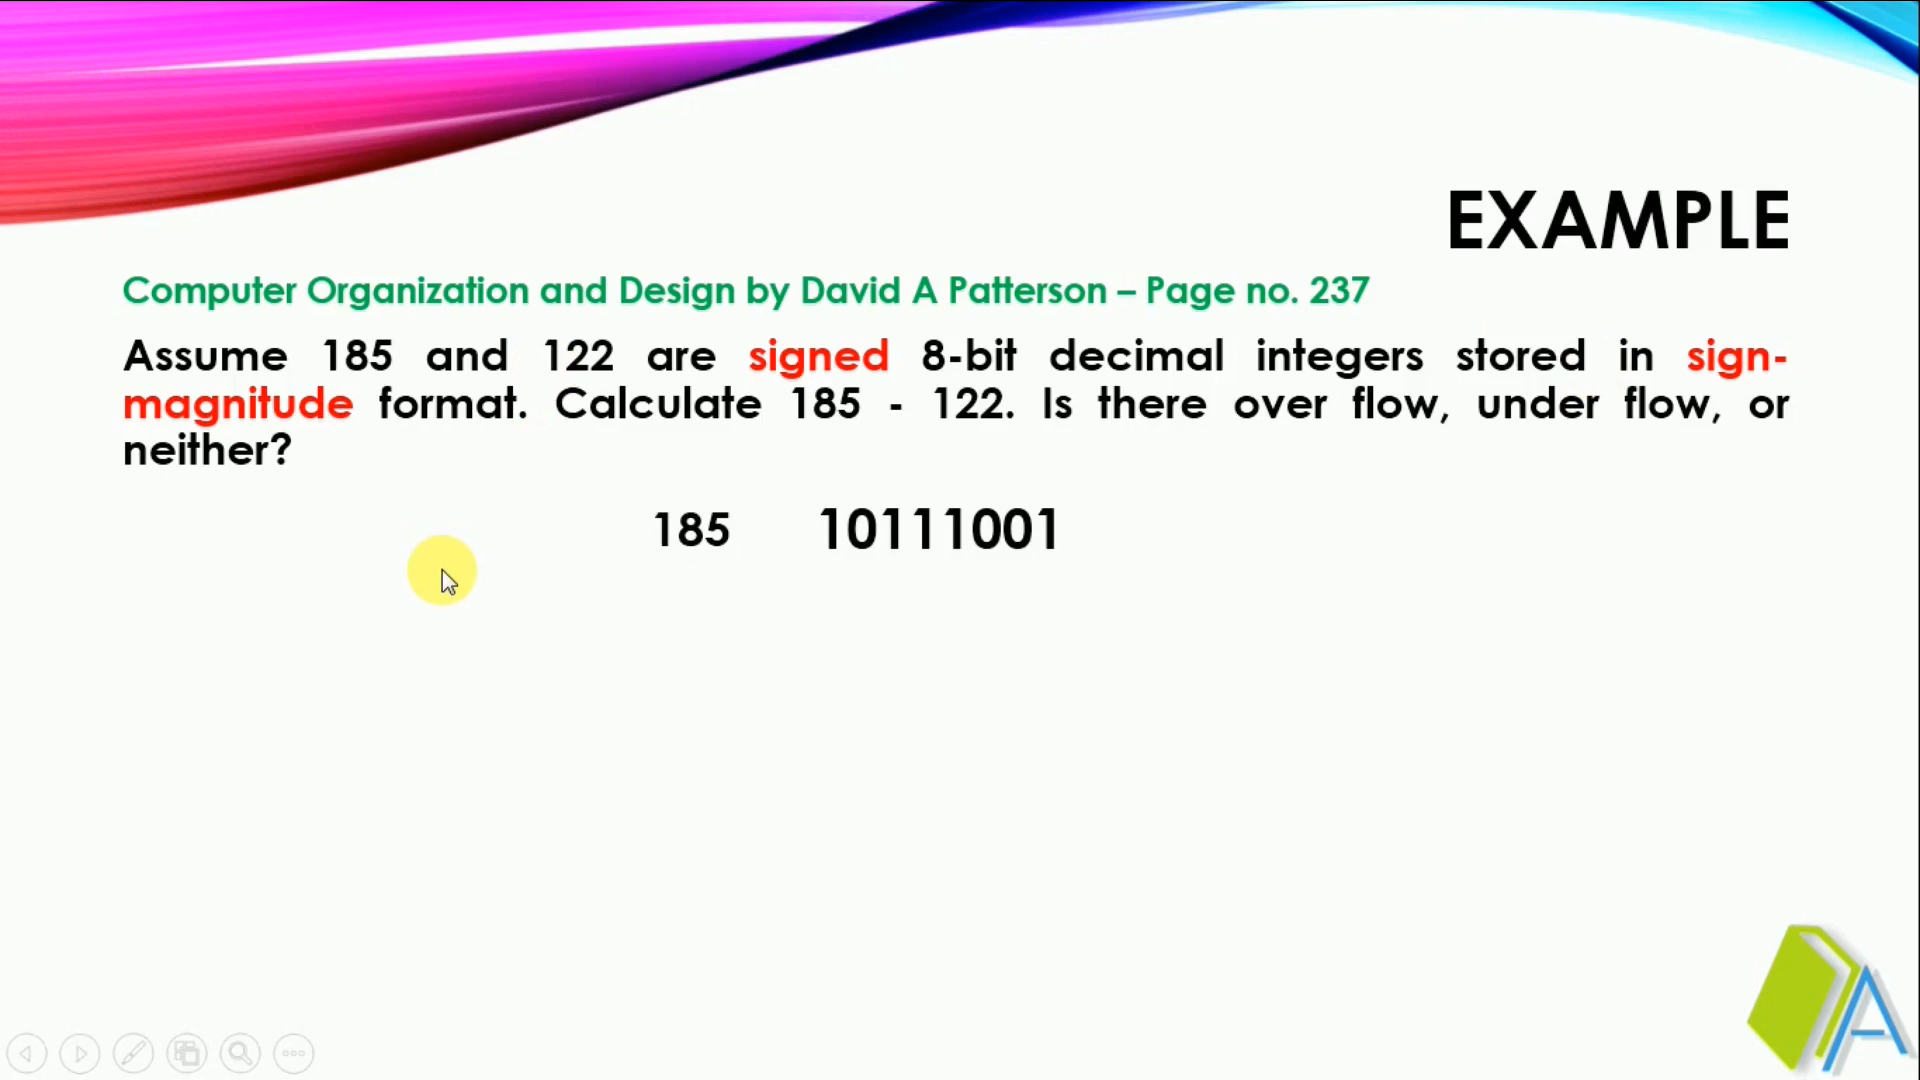 EXAMPLE
Computer Organization and Design by David A Patterson – Page no. 237
Assume 185 and 122 are signed 8-bit decimal integers stored in sign-
magnitude format. Calculate 185 - 122. Is there over flow, under flow, or
neither?
185 10111001